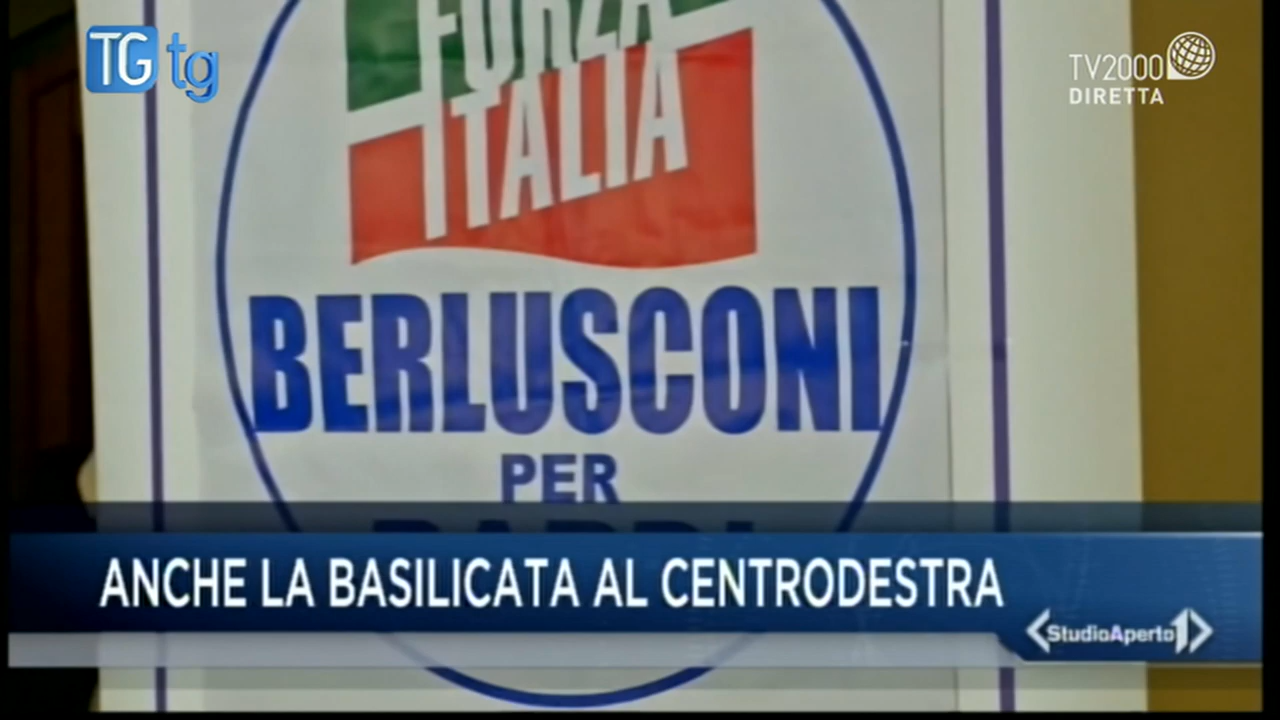 TG tg
TV2000
DIRETTA
FORZA
ITALIA
BERLUSCONI
PER
ANCHE LA BASILICATA AL CENTRODESTRA
StudioAperto